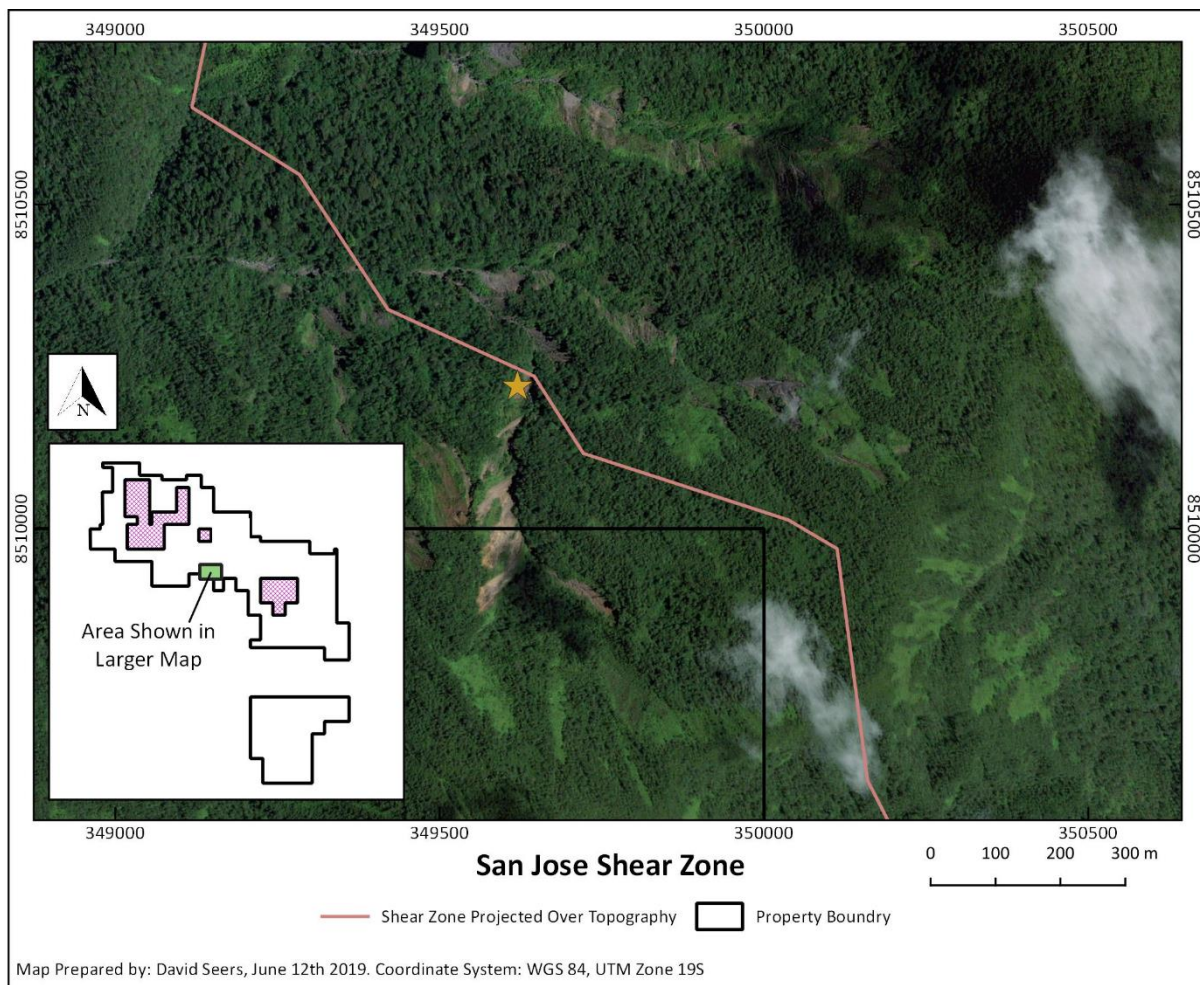 349000 349500 350000 350500
8510500
8510500
N
8510000
8510000
Area Shown in
Larger Map
349000 349500 350000 350500
San Jose Shear Zone
0 100 200 300 m
Shear Zone Projected Over Topography
Property Boundry
Map Prepared by: David Seers, June 12th 2019. Coordinate System: WGS 84, UTM Zone 19S